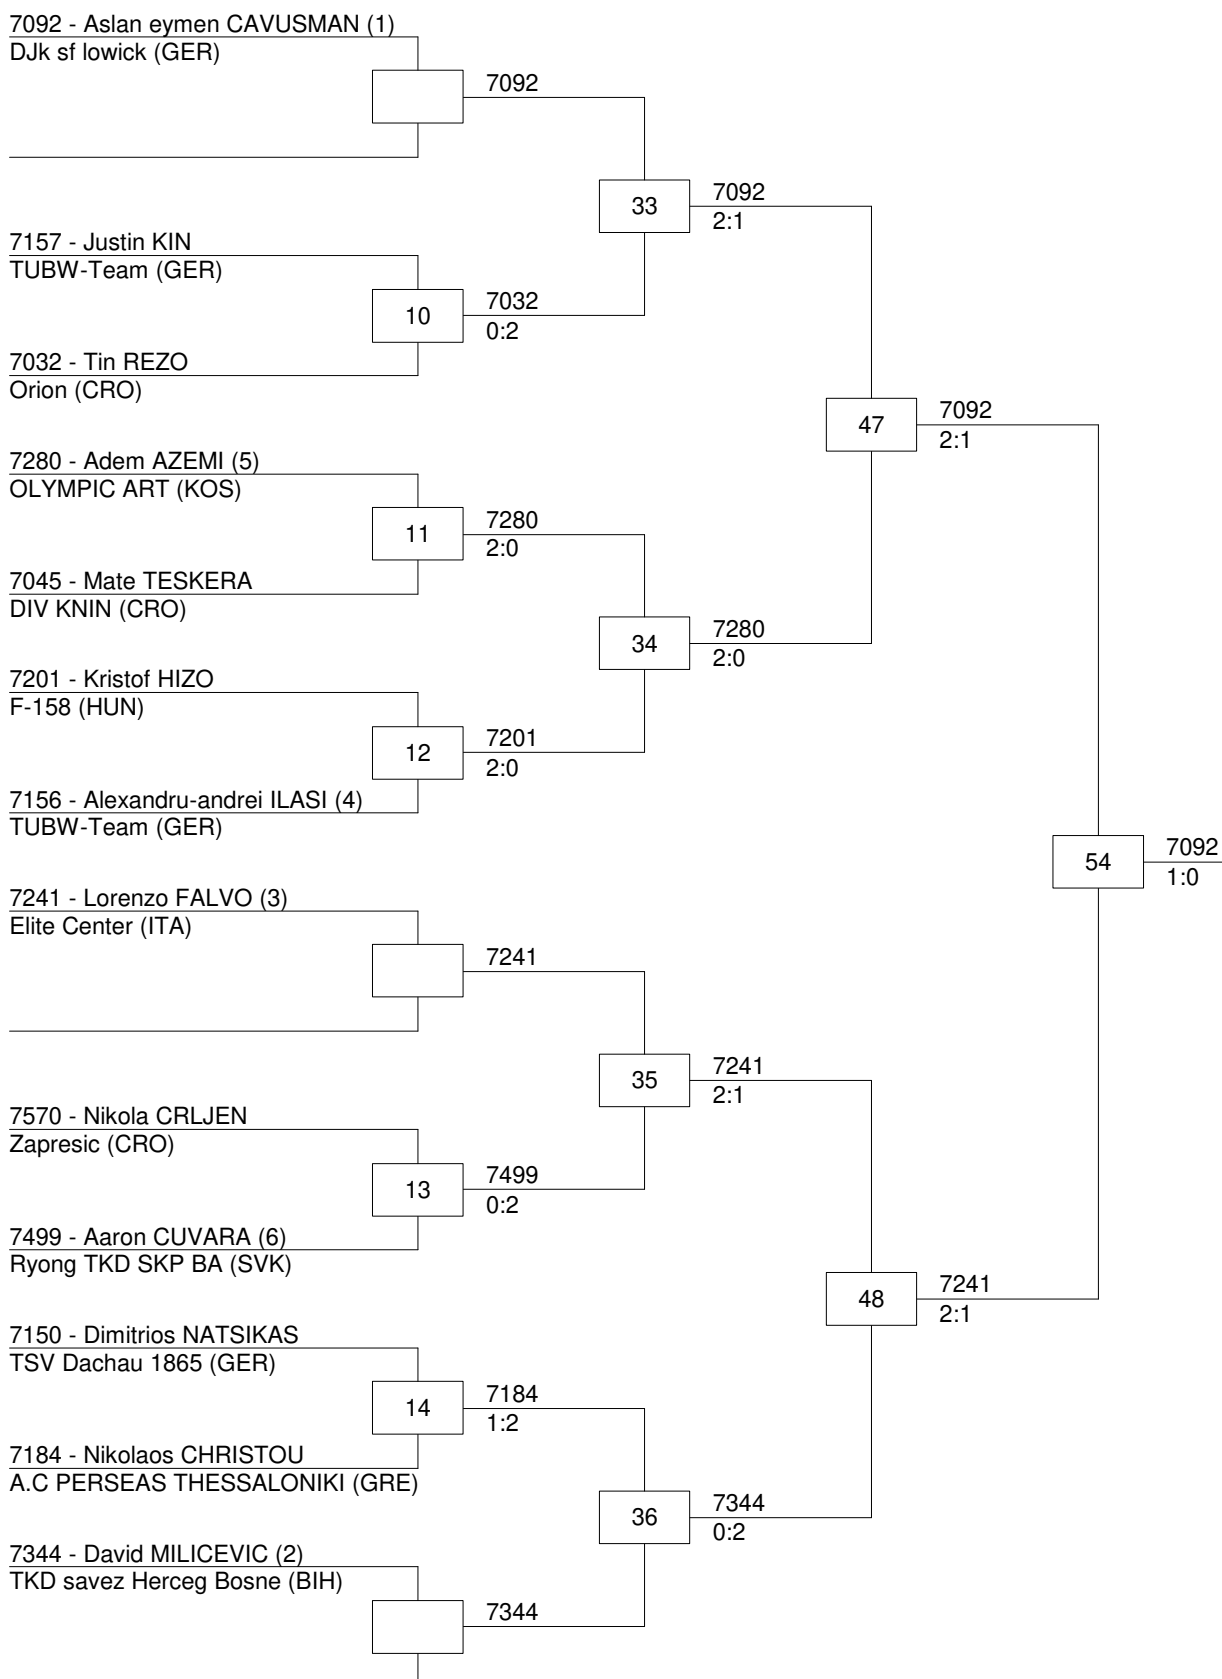 7092 - Aslan eymen CAVUSMAN (1)
DJk sf lowick (GER)
7092
33
7092
2:1
7157 - Justin KIN
TUBW-Team (GER)
10
7032
0:2
7032 - Tin REZO
Orion (CRO)
47
7092
2:1
7280 - Adem AZEMI (5)
OLYMPIC ART (KOS)
11
7280
2:0
7045 - Mate TESKERA
DIV KNIN (CRO)
34
7280
2:0
7201 - Kristof HIZO
F-158 (HUN)
12
7201
2:0
7156 - Alexandru-andrei ILASI (4)
TUBW-Team (GER)
54
7092
1:0
7241 - Lorenzo FALVO (3)
Elite Center (ITA)
7241
35
7241
2:1
7570 - Nikola CRLJEN
Zapresic (CRO)
13
7499
0:2
7499 - Aaron CUVARA (6)
Ryong TKD SKP BA (SVK)
48
7241
2:1
7150 - Dimitrios NATSIKAS
TSV Dachau 1865 (GER)
14
7184
1:2
7184 - Nikolaos CHRISTOU
A.C PERSEAS THESSALONIKI (GRE)
36
7344
0:2
7344 - David MILICEVIC (2)
TKD savez Herceg Bosne (BIH)
7344